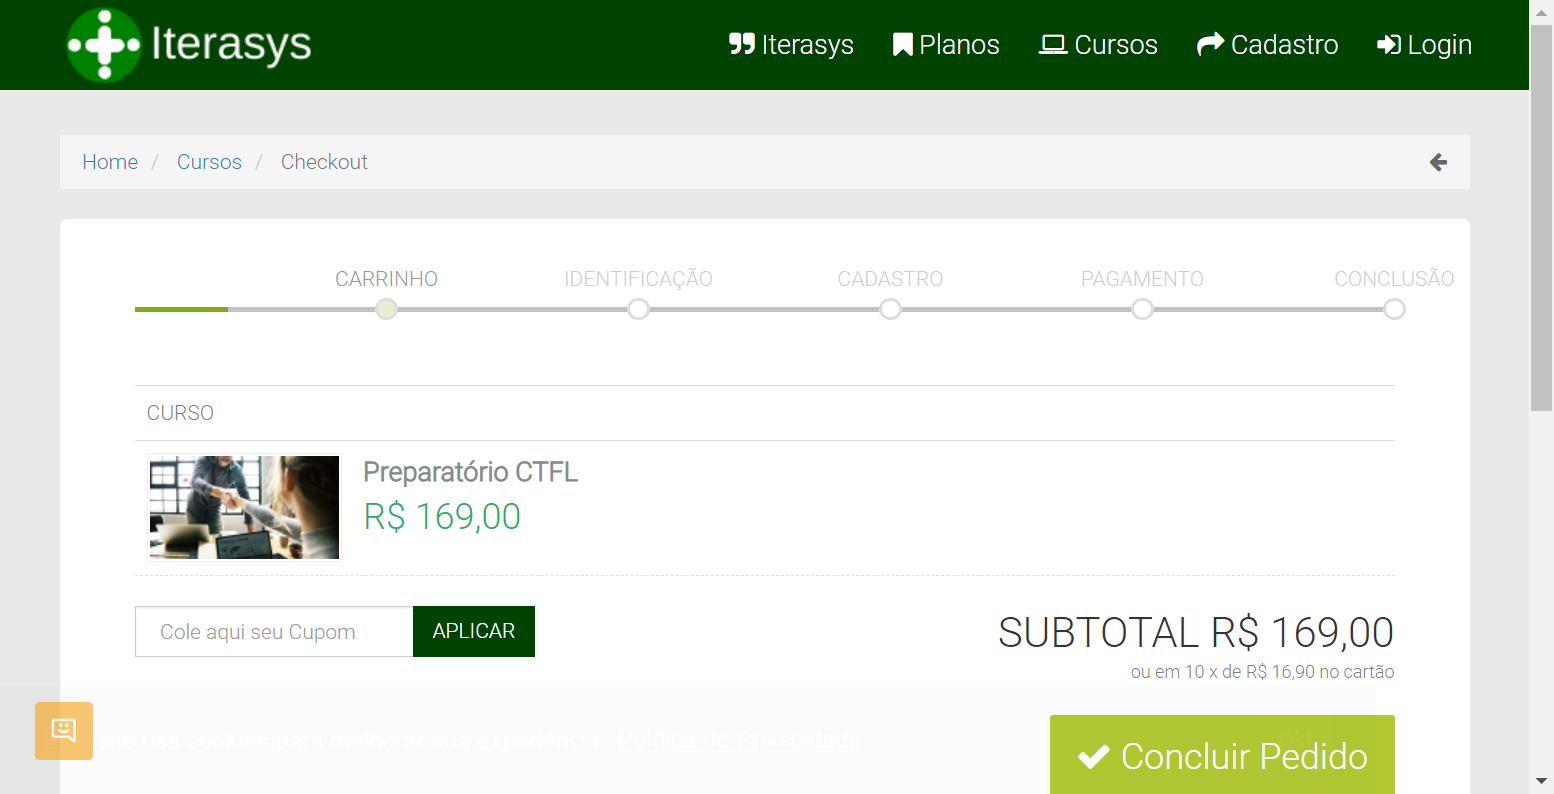 Iterasys
Iterasys Planos Cursos Cadastro Login
Home / Cursos / Checkout
CARRINHO IDENTIFICAÇÃO CADASTRO PAGAMENTO CONCLUSÃO
CURSO
Preparatório CTFL
R$ 169,00
Cole aqui seu Cupom APLICAR
SUBTOTAL R$ 169,00
ou em 10 x de R$ 16,90 no cartão
site usa cookies para melhorar sua experiência. Política de Privacidade
Concluir Pedido